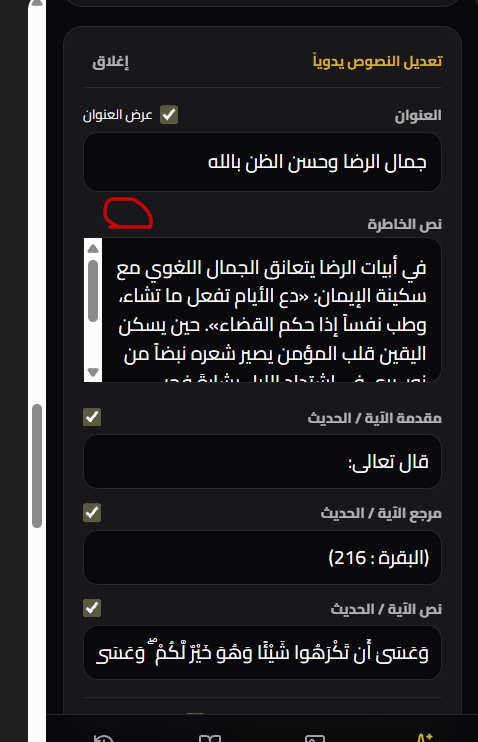 تعديل النصوص يدوياً
إغلاق
العنوان
عرض العنوان
جمال الرضا وحسن الظن بالله
نص الخاطرة
في أبيات الرضا يتعانق الجمال اللغوي مع
سكينة الإيمان: «دع الأيام تفعل ما تشاء،
وطب نفساً إذا حكم القضاء». حين يسكن
اليقين قلب المؤمن يصير شعره نبضاً من
مقدمة الآية / الحديث
قال تعالى:
مرجع الآية / الحديث
(البقرة : 216)
نص الآية / الحديث
وَعَسَىٰ أَن تَكْرَهُوا شَيْئًا وَهُوَ خَيْرٌ لَّكُمْ ۖ وَعَسَى
A+